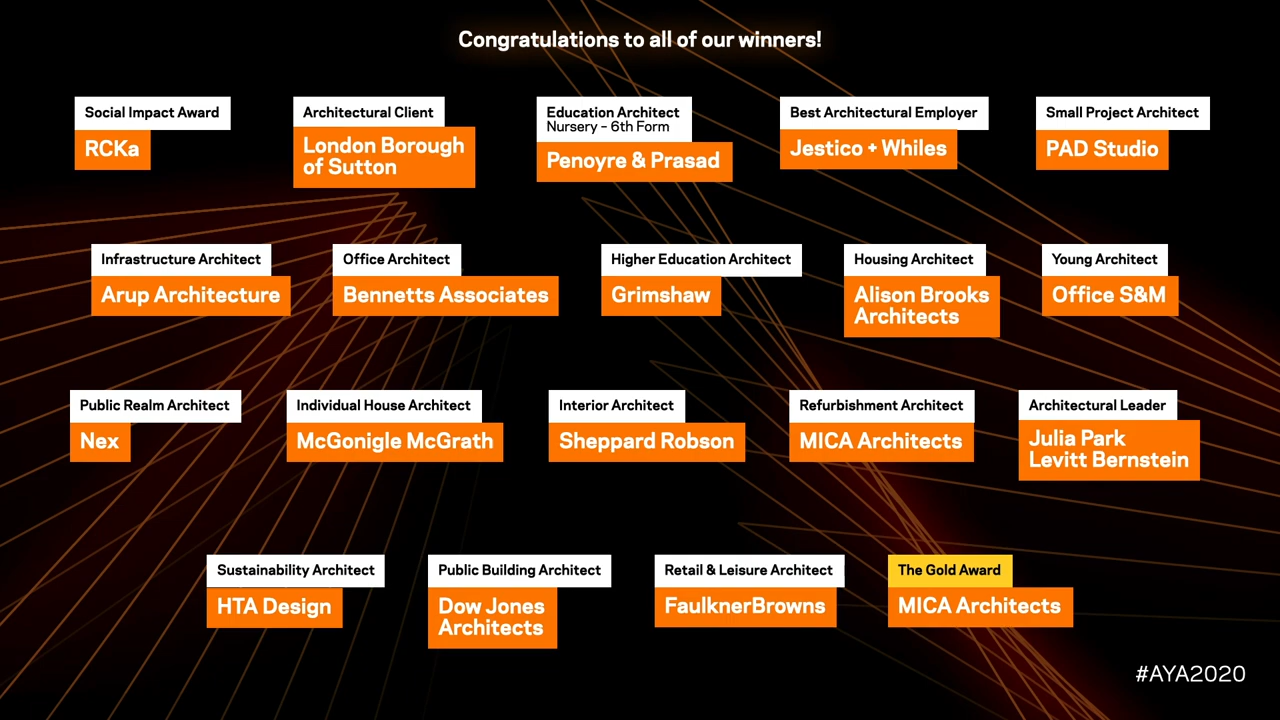 Congratulations to all of our winners!
Social Impact Award
RCKa
Architectural Client
London Borough
of Sutton
Education Architect
Nursery - 6th Form
Penoyre & Prasad
Best Architectural Employer
Jestico + Whiles
Small Project Architect
PAD Studio
Infrastructure Architect
Arup Architecture
Office Architect
Bennetts Associates
Higher Education Architect
Grimshaw
Housing Architect
Alison Brooks
Architects
Young Architect
Office S&M
Public Realm Architect
Nex
Individual House Architect
McGonigle McGrath
Interior Architect
Sheppard Robson
Refurbishment Architect
MICA Architects
Architectural Leader
Julia Park
Levitt Bernstein
Sustainability Architect
HTA Design
Public Building Architect
Dow Jones
Architects
Retail & Leisure Architect
FaulknerBrowns
The Gold Award
MICA Architects
#AYA2020